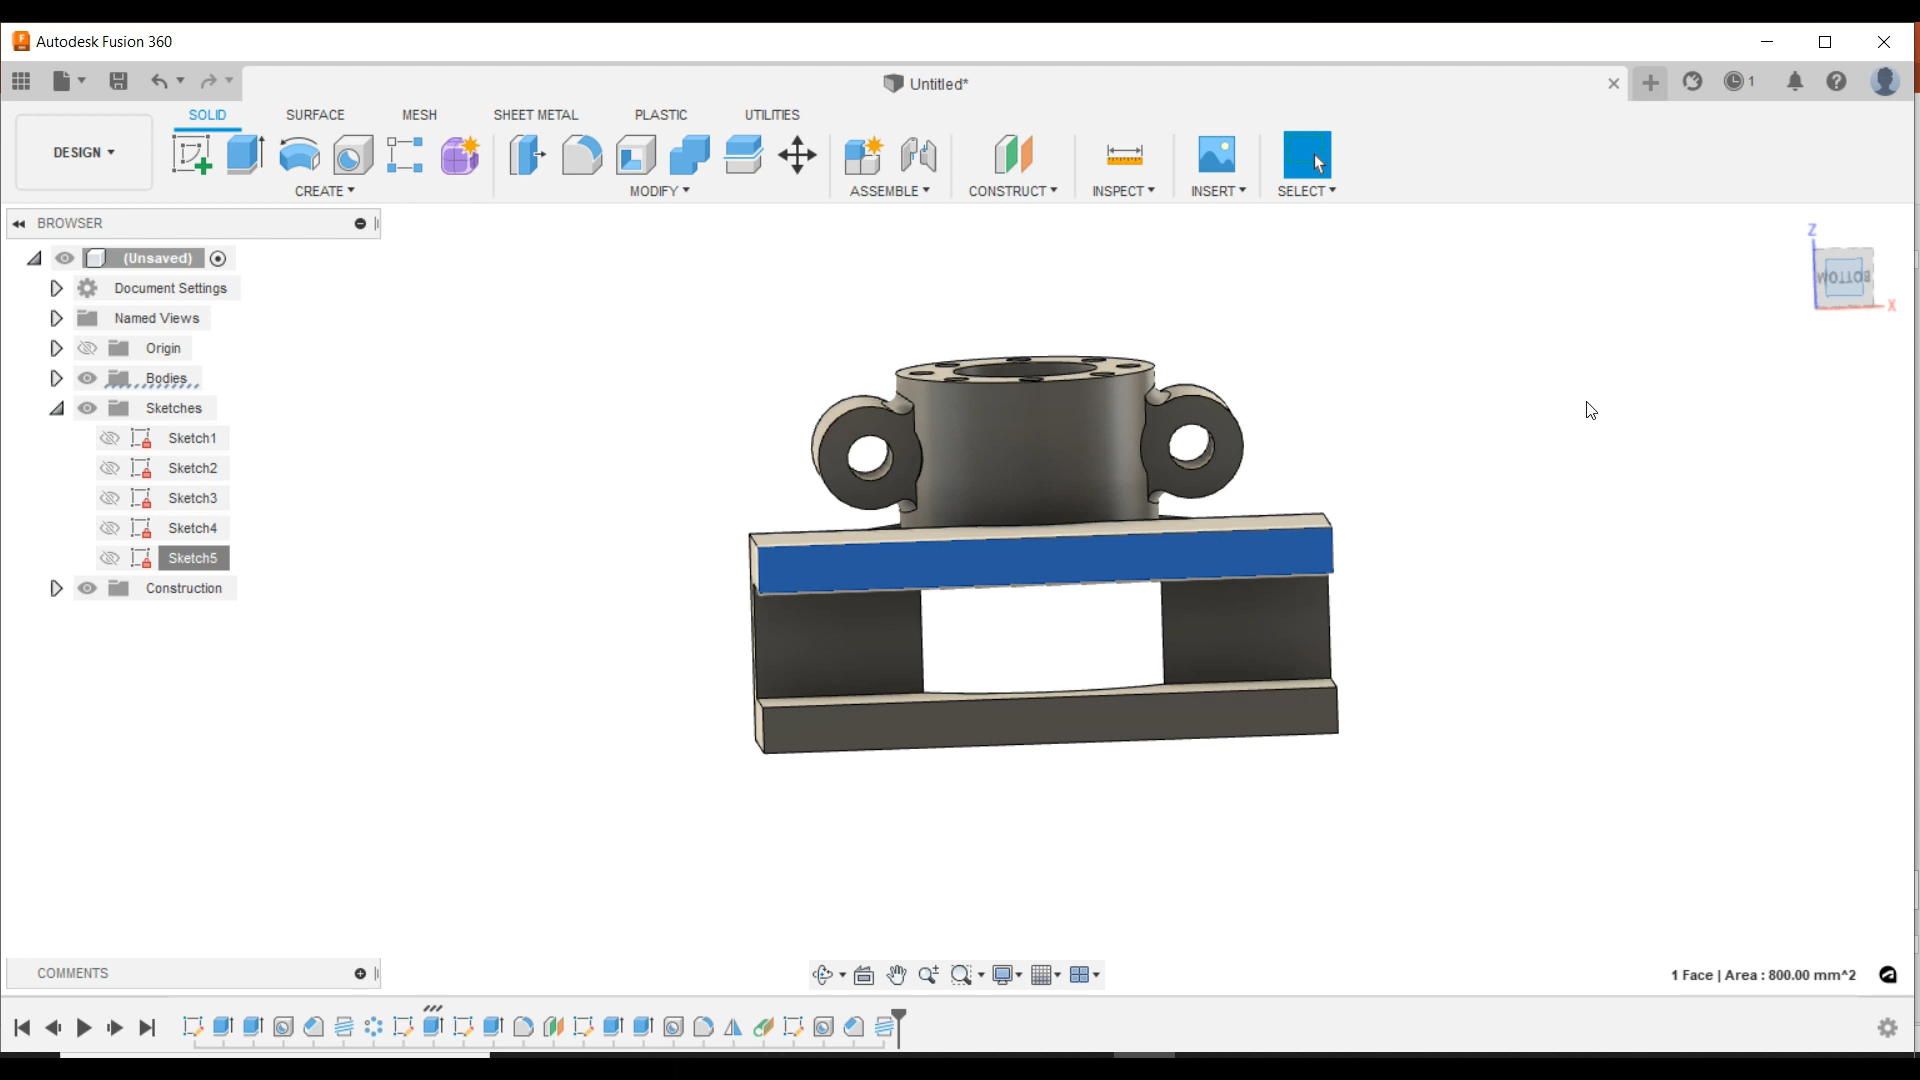 Autodesk Fusion 360
Untitled*
1
SOLID SURFACE MESH SHEET METAL PLASTIC UTILITIES
DESIGN
CREATE MODIFY ASSEMBLE CONSTRUCT INSPECT INSERT SELECT
BROWSER
(Unsaved)
Document Settings
Named Views
Origin
Bodies
Sketches
Sketch1
Sketch2
Sketch3
Sketch4
Sketch5
Construction
Z
BOTTOM
X
COMMENTS
1 Face | Area : 800.00 mm^2